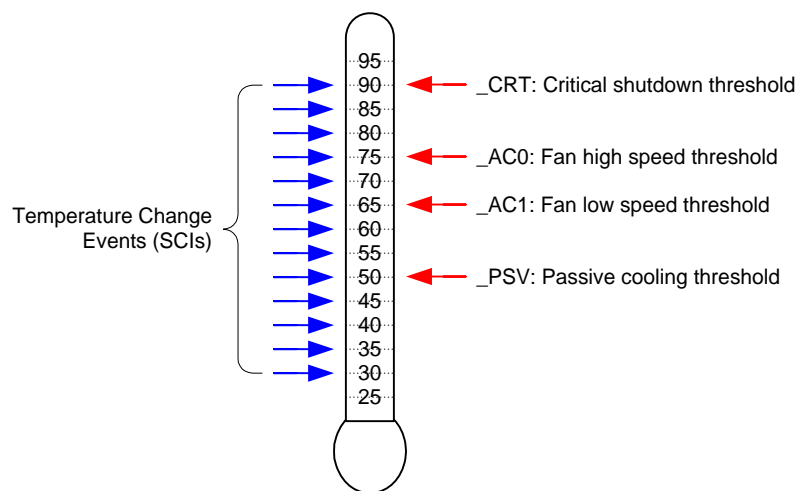 95
90
_CRT: Critical shutdown threshold
85
80
75
_AC0: Fan high speed threshold
70
65
_AC1: Fan low speed threshold
Temperature Change
Events (SCIs)
60
55
50
_PSV: Passive cooling threshold
45
40
35
30
25